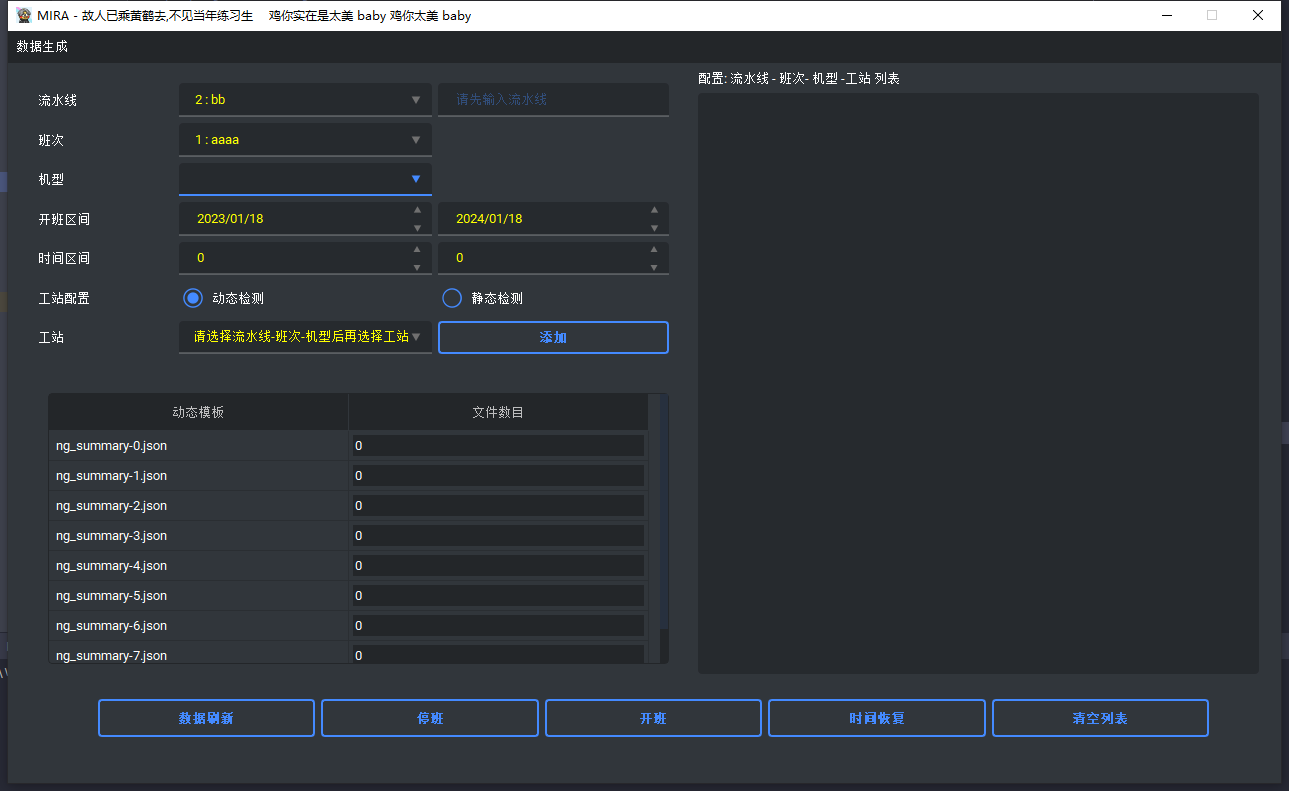 MIRA - 故人已乘黄鹤去,不见当年练习生 鸡你实在是太美 baby 鸡你太美 baby
数据生成
配置: 流水线 - 班次- 机型 -工站 列表
流水线 2 : bb 请先输入流水线
班次 1 : aaaa
机型
开班区间 2023/01/18 2024/01/18
时间区间 0 0
工站配置 动态检测 静态检测
工站 请选择流水线-班次-机型后再选择工站 添加
动态模板 文件数目
ng_summary-0.json 0
ng_summary-1.json 0
ng_summary-2.json 0
ng_summary-3.json 0
ng_summary-4.json 0
ng_summary-5.json 0
ng_summary-6.json 0
ng_summary-7.json 0
数据刷新 停班 开班 时间恢复 清空列表